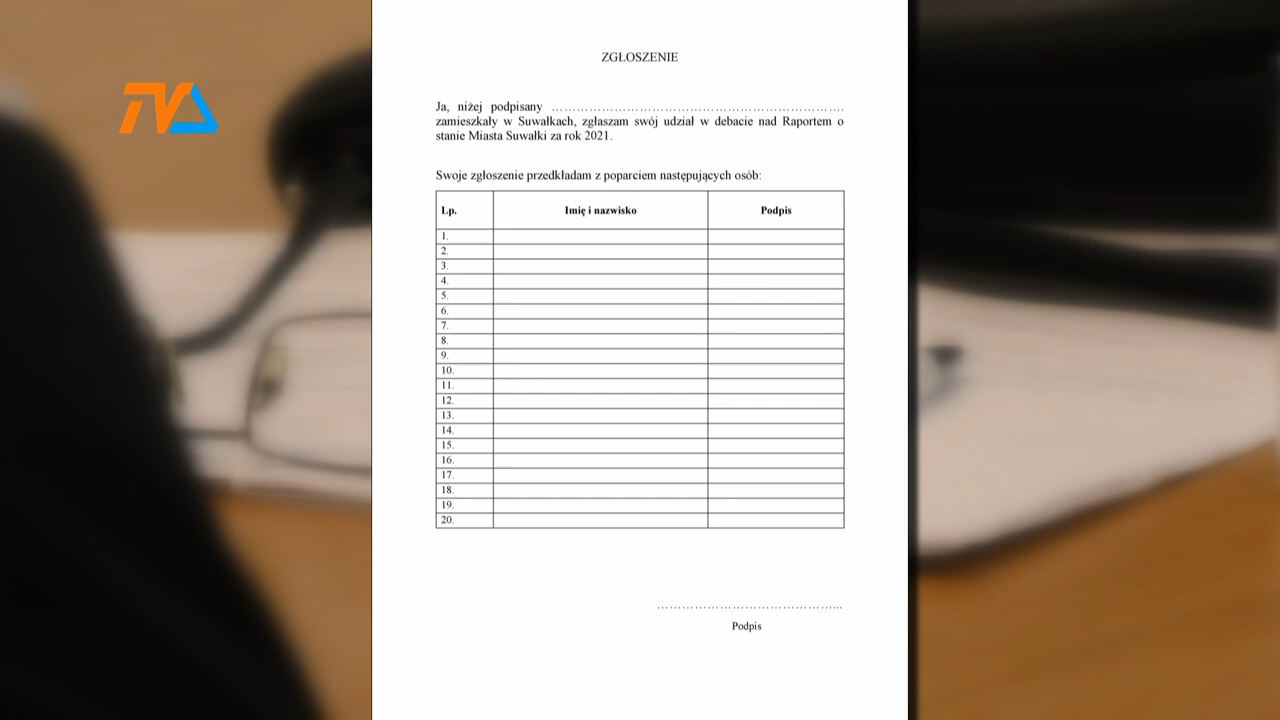 TVA
ZGŁOSZENIE
Ja, niżej podpisany ……………………………………………………………
zamieszkały w Suwałkach, zgłaszam swój udział w debacie nad Raportem o
stanie Miasta Suwałki za rok 2021.
Swoje zgłoszenie przedkładam z poparciem następujących osób:
Lp. Imię i nazwisko Podpis
1.
2.
3.
4.
5.
6.
7.
8.
9.
10.
11.
12.
13.
14.
15.
16.
17.
18.
19.
20.
……………………………………...
Podpis